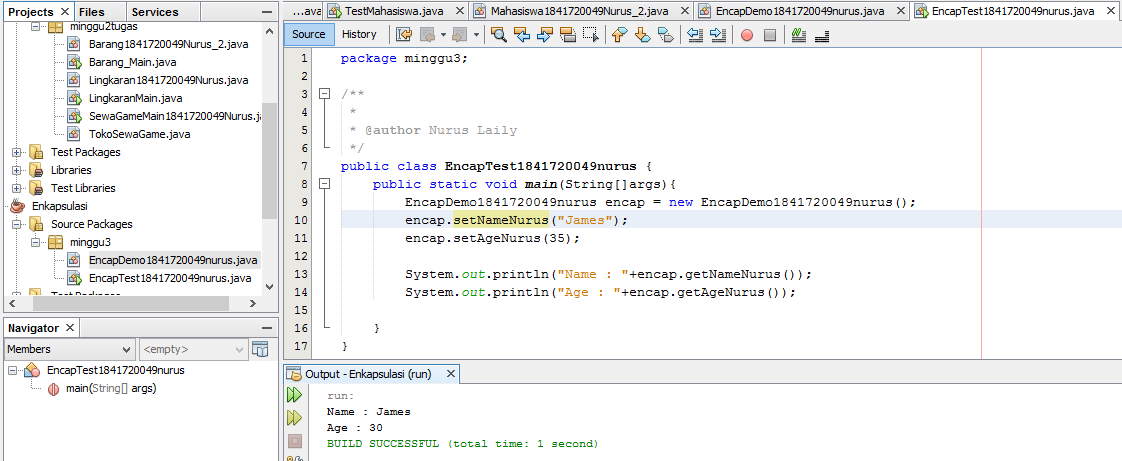 Projects Files Services
minggu2tugas
Barang1841720049Nurus_2.java
Barang_Main.java
Lingkaran1841720049Nurus.java
LingkaranMain.java
SewaGameMain1841720049Nurus.j
TokoSewaGame.java
Test Packages
Libraries
Test Libraries
Enkapsulasi
Source Packages
minggu3
EncapDemo1841720049nurus.java
EncapTest1841720049nurus.java
Test Packages
Navigator
Members <empty>
EncapTest1841720049nurus
main(String[] args)
...ava TestMahasiswa.java Mahasiswa1841720049Nurus_2.java EncapDemo1841720049nurus.java EncapTest1841720049nurus.java
Source History
1 package minggu3;
2
3 /**
4 *
5 * @author Nurus Laily
6 */
7 public class EncapTest1841720049nurus {
8 public static void main(String[]args){
9 EncapDemo1841720049nurus encap = new EncapDemo1841720049nurus();
10 encap.setNameNurus("James");
11 encap.setAgeNurus(35);
12
13 System.out.println("Name : "+encap.getNameNurus());
14 System.out.println("Age : "+encap.getAgeNurus());
15
16 }
17 }
Output - Enkapsulasi (run)
run:
Name : James
Age : 30
BUILD SUCCESSFUL (total time: 1 second)